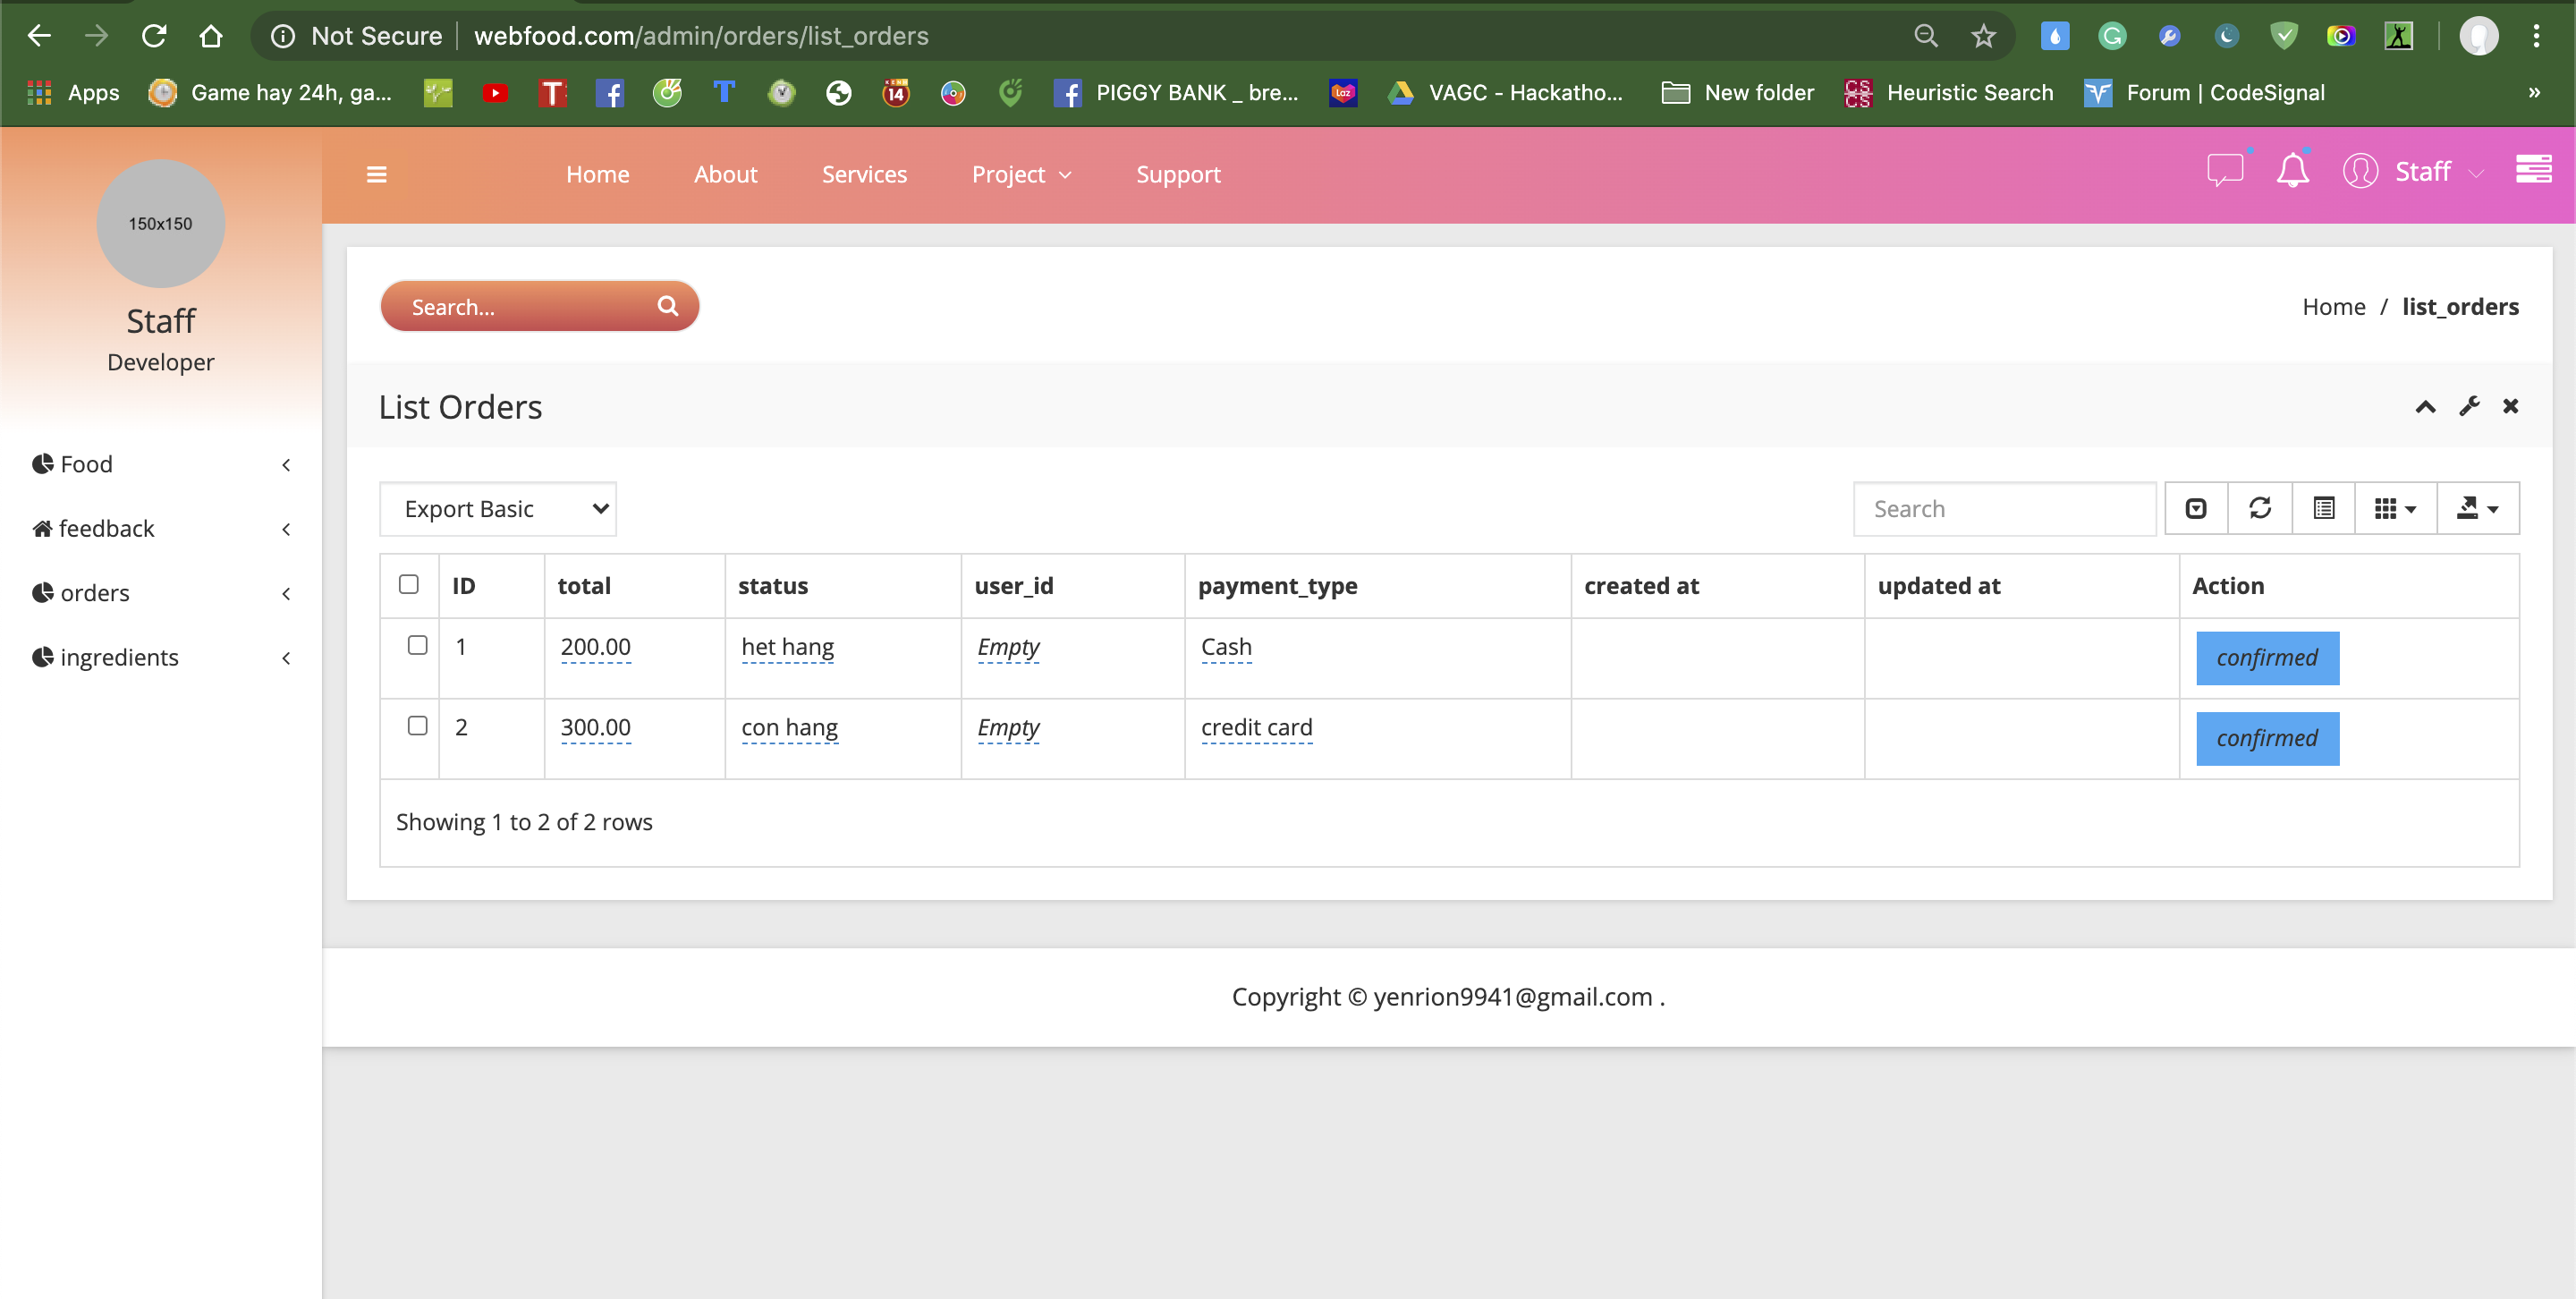 Not Secure webfood.com/admin/orders/list_orders
Apps Game hay 24h, ga... T 14 Laz PIGGY BANK _ bre... VAGC - Hackatho... New folder Heuristic Search Forum | CodeSignal »
150x150
Staff
Developer
Food
feedback
orders
ingredients
Home About Services Project Support Staff
Search...
Home / list_orders
List Orders
Export Basic
Search
ID total status user_id payment_type created at updated at Action
1 200.00 het hang Empty Cash confirmed
2 300.00 con hang Empty credit card confirmed
Showing 1 to 2 of 2 rows
Copyright © yenrion9941@gmail.com .